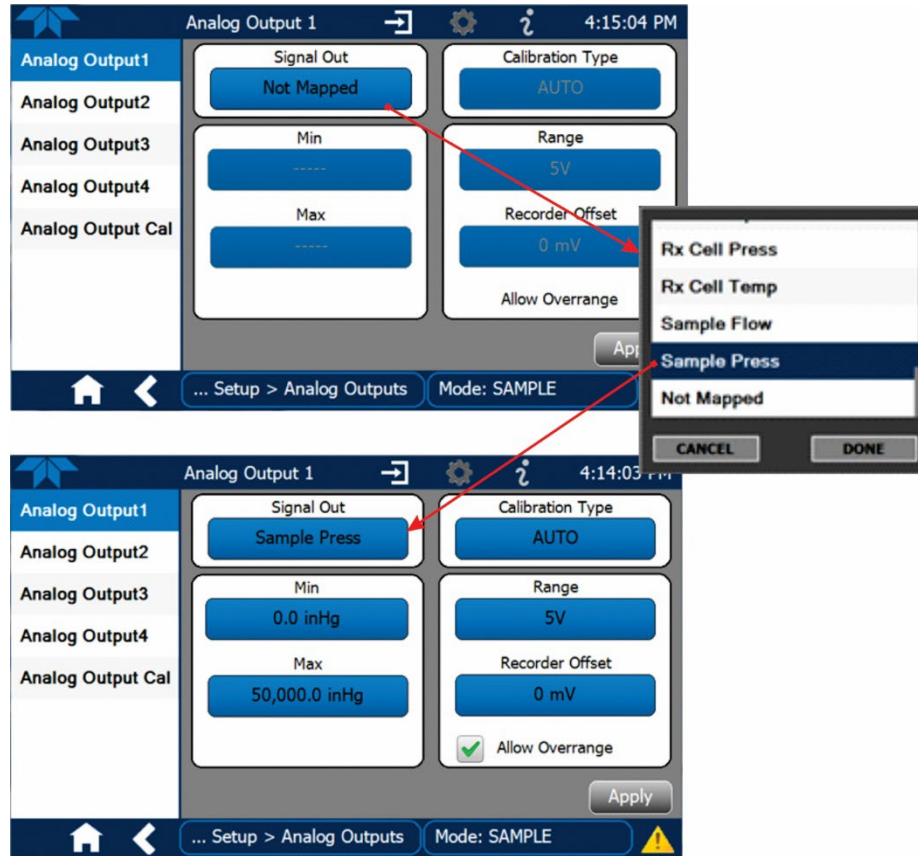 Analog Output 1
4:15:04 PM
Analog Output1
Analog Output2
Analog Output3
Analog Output4
Analog Output Cal
Signal Out
Not Mapped
Calibration Type
AUTO
Min
-----
Max
-----
Range
5V
Recorder Offset
0 mV
Allow Overrange
... Setup > Analog Outputs
Mode: SAMPLE
Rx Cell Press
Rx Cell Temp
Sample Flow
Sample Press
Not Mapped
CANCEL
DONE
Analog Output 1
4:14:03 PM
Analog Output1
Analog Output2
Analog Output3
Analog Output4
Analog Output Cal
Signal Out
Sample Press
Calibration Type
AUTO
Min
0.0 inHg
Max
50,000.0 inHg
Range
5V
Recorder Offset
0 mV
Allow Overrange
Apply
... Setup > Analog Outputs
Mode: SAMPLE